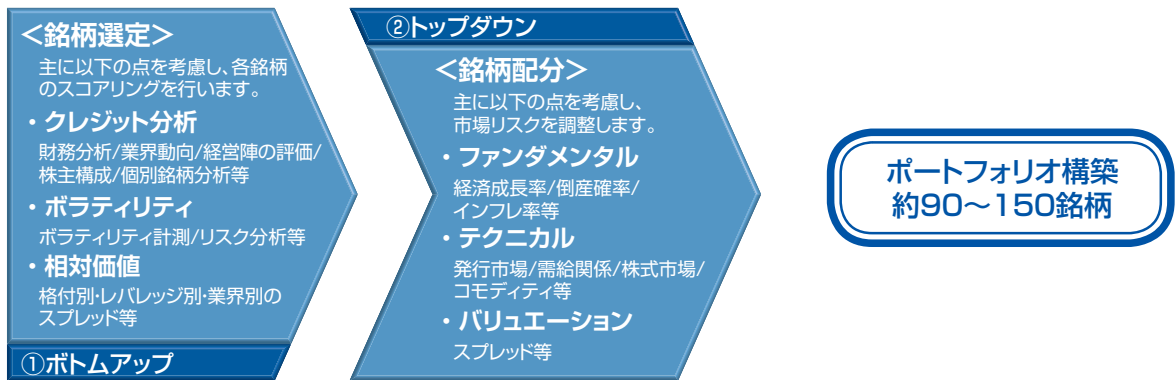 ＜銘柄選定＞
主に以下の点を考慮し、各銘柄
のスコアリングを行います。
・クレジット分析
財務分析/業界動向/経営陣の評価/
株主構成/個別銘柄分析等
・ボラティリティ
ボラティリティ計測/リスク分析等
・相対価値
格付別・レバレッジ別・業界別の
スプレッド等
①ボトムアップ
②トップダウン
＜銘柄配分＞
主に以下の点を考慮し、
市場リスクを調整します。
・ファンダメンタル
経済成長率/倒産確率/
インフレ率等
・テクニカル
発行市場/需給関係/株式市場/
コモディティ等
・バリュエーション
スプレッド等
ポートフォリオ構築
約90～150銘柄